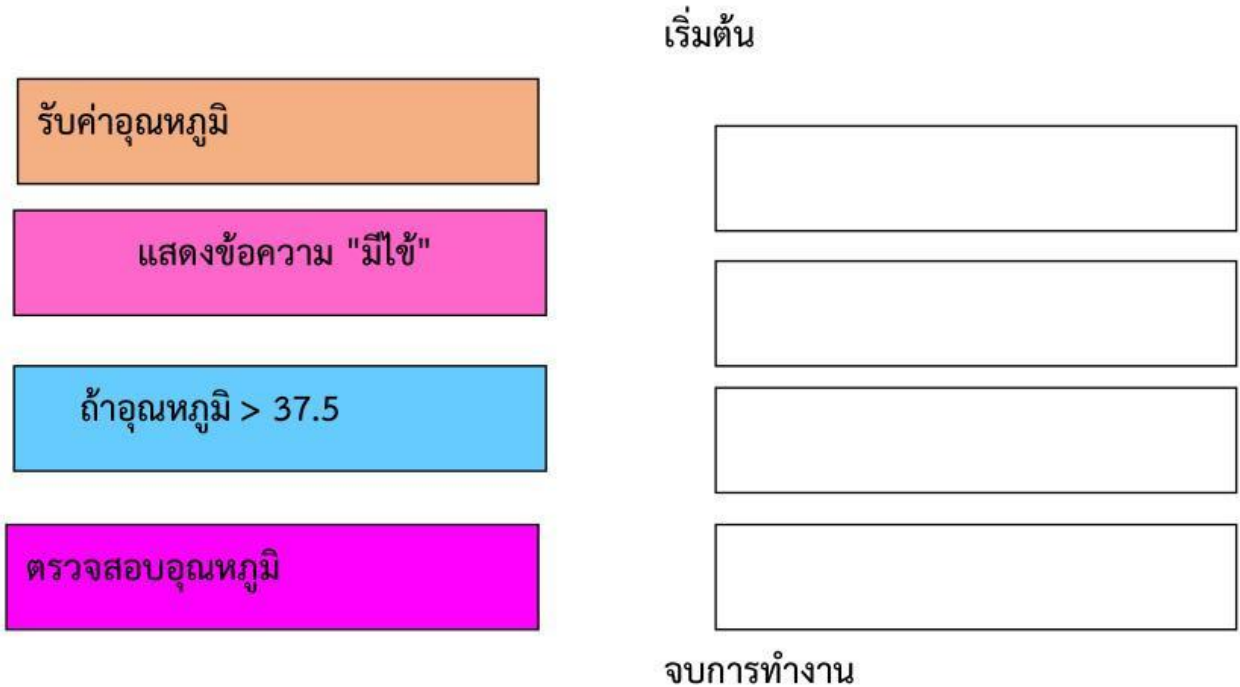 เริ่มต้น
รับค่าอุณหภูมิ
แสดงข้อความ "มีไข้"
ถ้าอุณหภูมิ > 37.5
ตรวจสอบอุณหภูมิ
จบการทำงาน